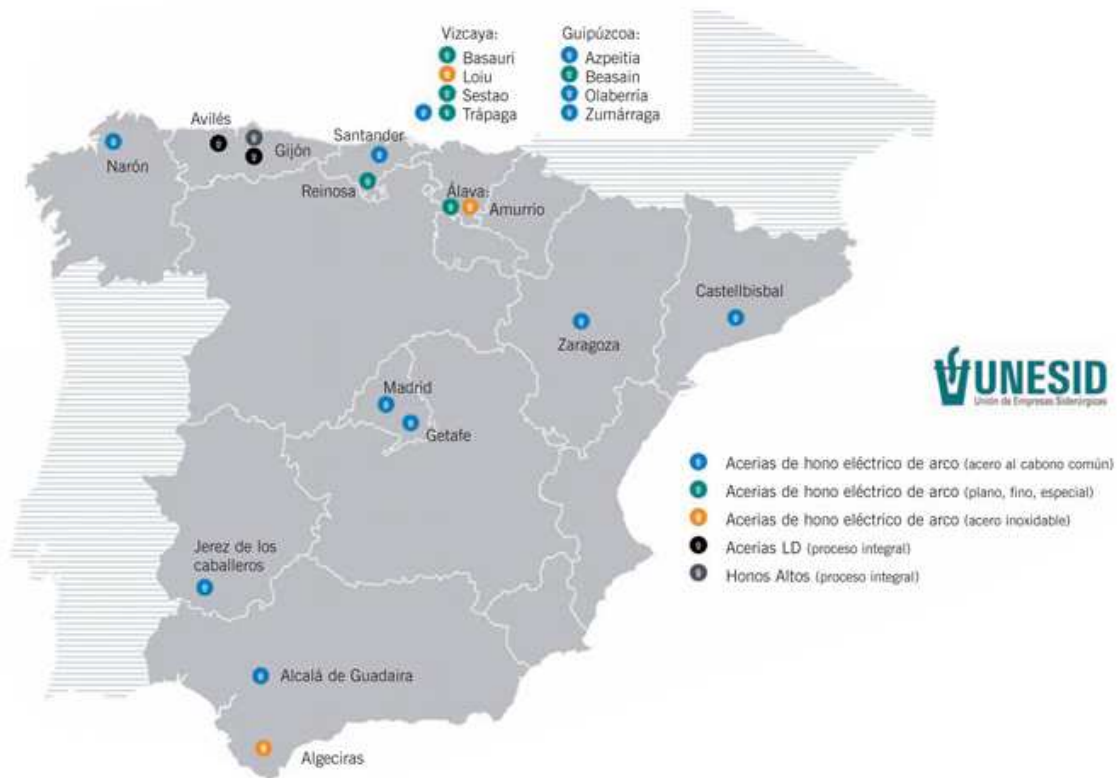 Vizcaya:
Basauri
Loiu
Sestao
Trápaga
Guipúzcoa:
Azpeitia
Beasain
Olaberria
Zumárraga
Avilés
Gijón
Santander
Narón
Reinosa
Álava:
Amurrio
Castellbisbal
Zaragoza
Madrid
Getafe
Jerez de los
caballeros
Alcalá de Guadaira
Algeciras
UNESID
Unión de Empresas Siderúrgicas
Acerias de hono eléctrico de arco (acero al cabono común)
Acerias de hono eléctrico de arco (plano, fino, especial)
Acerias de hono eléctrico de arco (acero inoxidable)
Acerias LD (proceso integral)
Honos Altos (proceso integral)